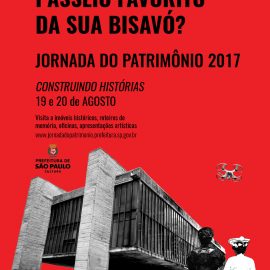 PASSEIO FAVORITO
DA SUA BISAVÓ?
JORNADA DO PATRIMÔNIO 2017
CONSTRUINDO HISTÓRIAS
19 e 20 de AGOSTO
Visita a imóveis históricos, roteiros de
memória, oficinas, apresentações artísticas
www.jornadadopatrimonio.prefeitura.sp.gov.br
PREFEITURA DE
SÃO PAULO
CULTURA